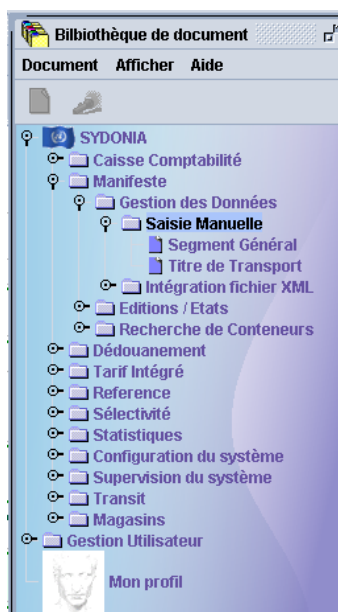 Bilbiothèque de document
Document Afficher Aide
SYDONIA
Caisse Comptabilité
Manifeste
Gestion des Données
Saisie Manuelle
Segment Général
Titre de Transport
Intégration fichier XML
Editions / Etats
Recherche de Conteneurs
Dédouanement
Tarif Intégré
Reference
Sélectivité
Statistiques
Configuration du système
Supervision du système
Transit
Magasins
Gestion Utilisateur
Mon profil